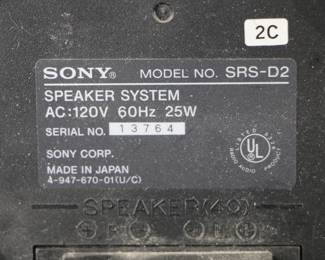 2C
SONY® MODEL NO. SRS-D2
SPEAKER SYSTEM
AC:120V 60Hz 25W
SERIAL NO. 13764
SONY CORP.
MADE IN JAPAN
4-947-670-01(U/C)
UL
SPEAKER(4Ω)